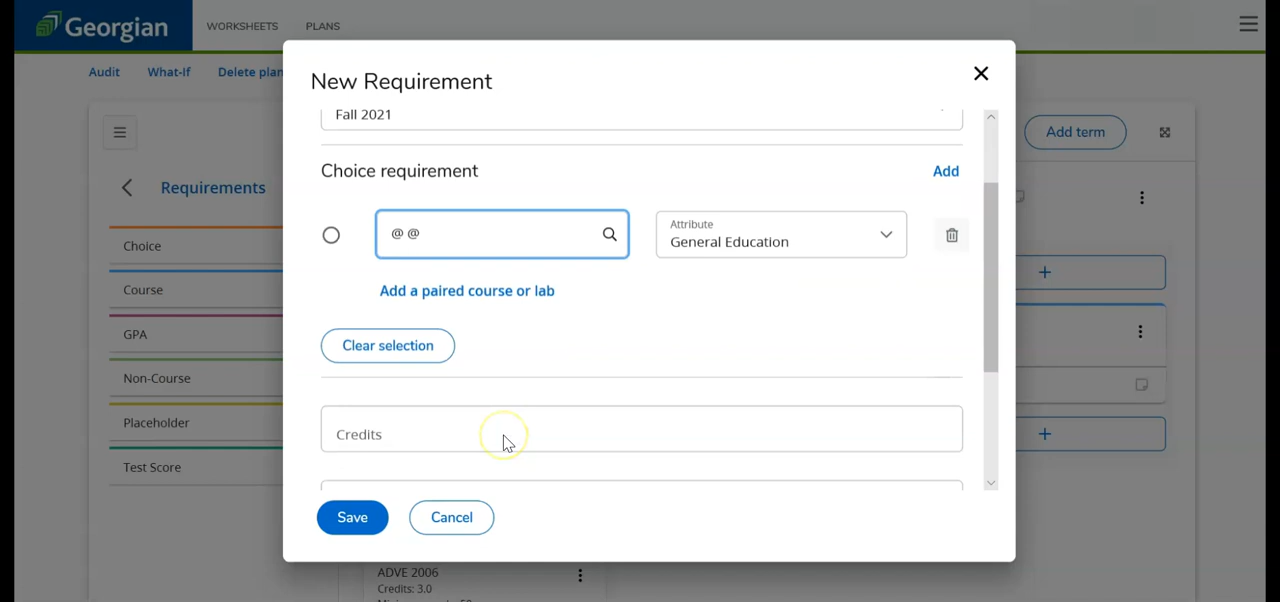 Georgian
WORKSHEETS PLANS
Audit What-If Delete plan
New Requirement
Fall 2021
Add term
Choice requirement
Add
Requirements
@ @
Attribute
General Education
Choice
Course
Add a paired course or lab
GPA
Clear selection
Non-Course
Placeholder
Credits
Test Score
Save Cancel
ADVE 2006
Credits: 3.0